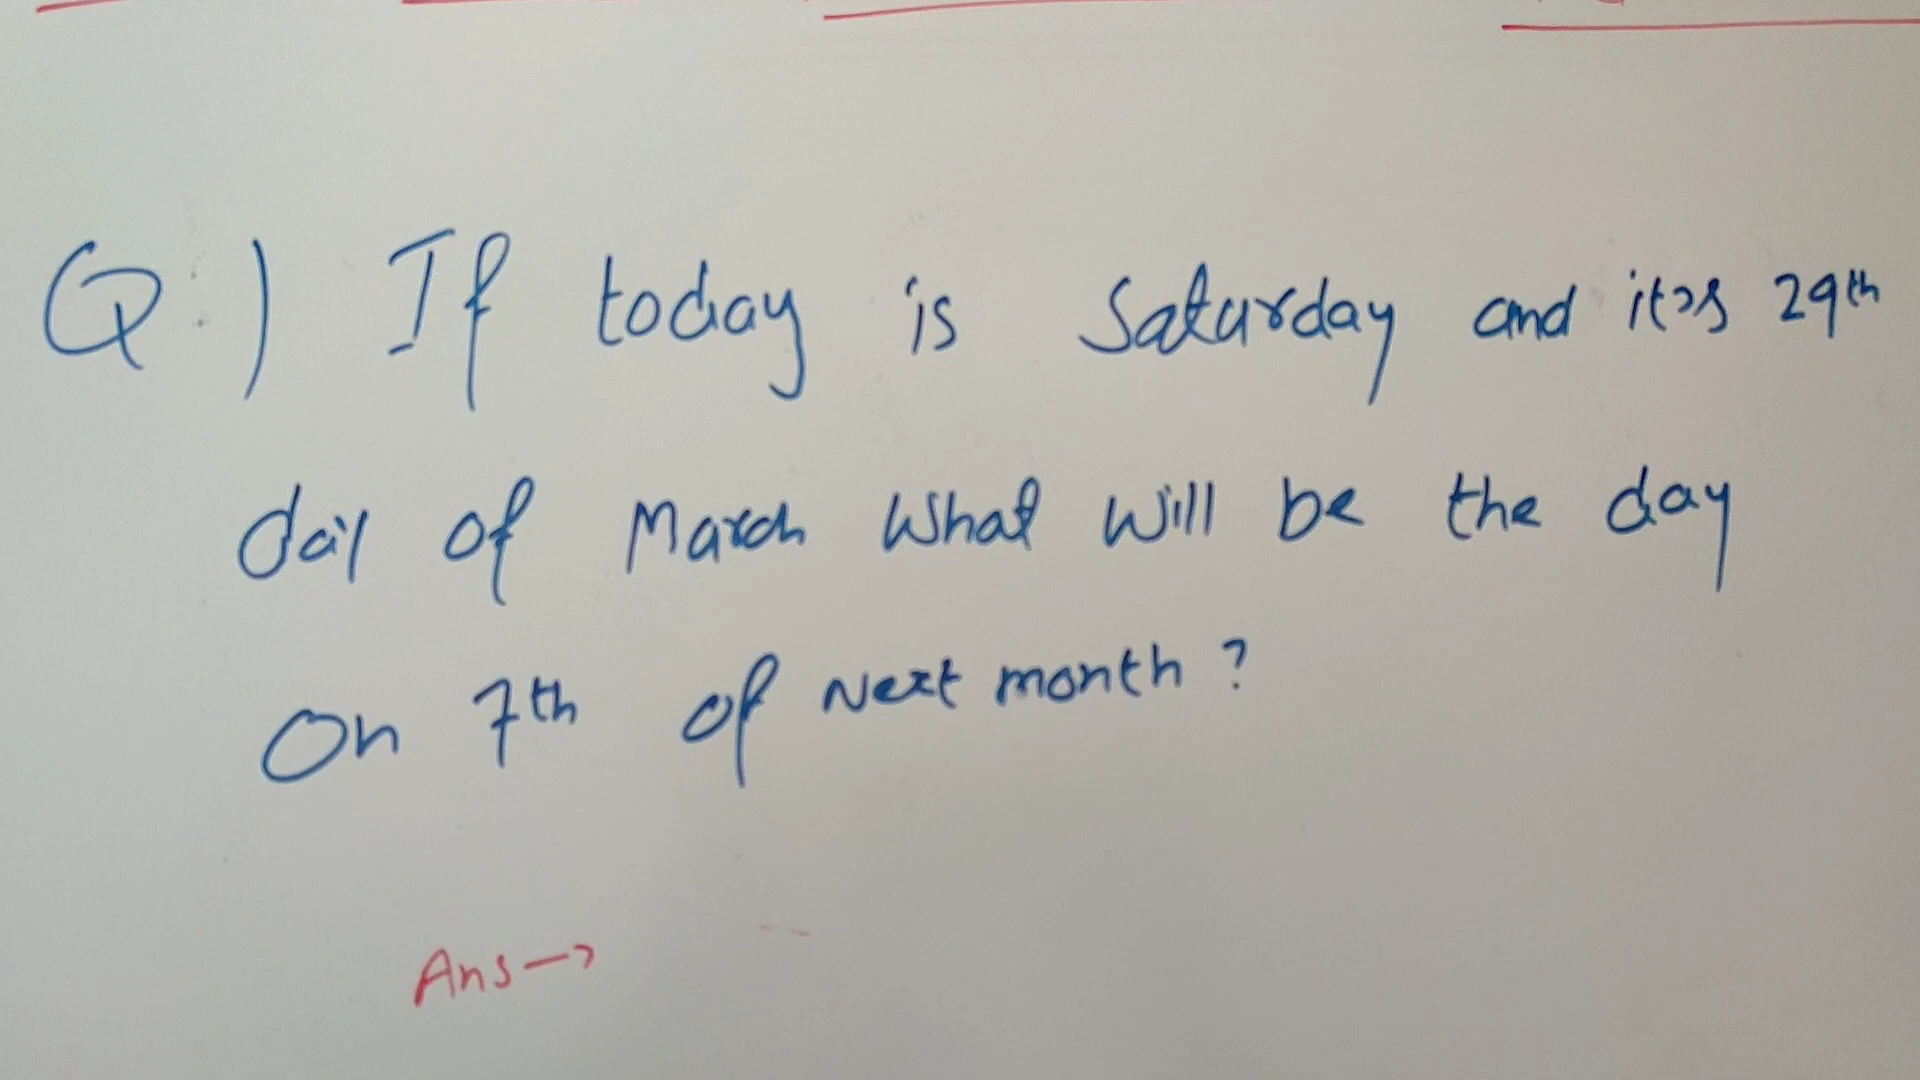 Q.) If today is Saturday and it's 29th
day of March What will be the day
on 7th of Next month ?
Ans →